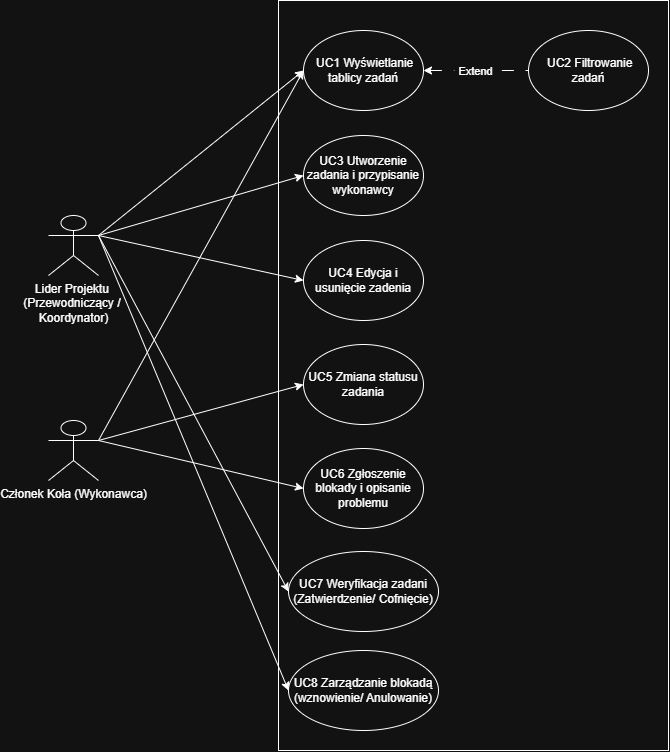 UC1 Wyświetlanie
tablicy zadań
Extend
UC2 Filtrowanie
zadań
UC3 Utworzenie
zadania i przypisanie
wykonawcy
Lider Projektu
(Przewodniczący /
Koordynator)
UC4 Edycja i
usunięcie zadenia
UC5 Zmiana statusu
zadania
Członek Koła (Wykonawca)
UC6 Zgłoszenie
blokady i opisanie
problemu
UC7 Weryfikacja zadani
(Zatwierdzenie/ Cofnięcie)
UC8 Zarządzanie blokadą
(wznowienie/ Anulowanie)